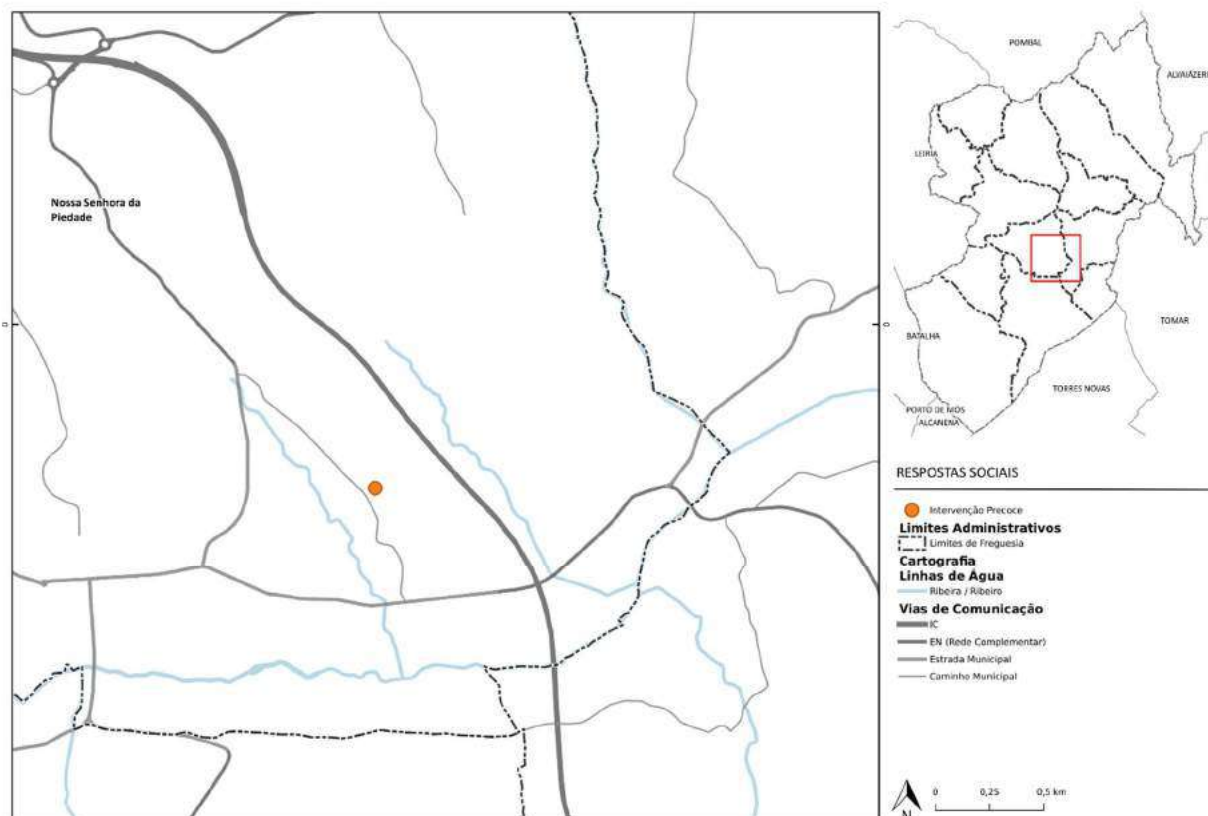 Nossa Senhora da
Piedade
0
0
POMBAL
ALVAIÁZERE
LEIRIA
BATALHA
TOMAR
TORRES NOVAS
PORTO DE MÓS
ALCANENA
RESPOSTAS SOCIAIS
Intervenção Precoce
Limites Administrativos
Limites de Freguesia
Cartografia
Linhas de Água
Ribeira / Ribeiro
Vias de Comunicação
IC
EN (Rede Complementar)
Estrada Municipal
Caminho Municipal
N
0 0,25 0,5 km